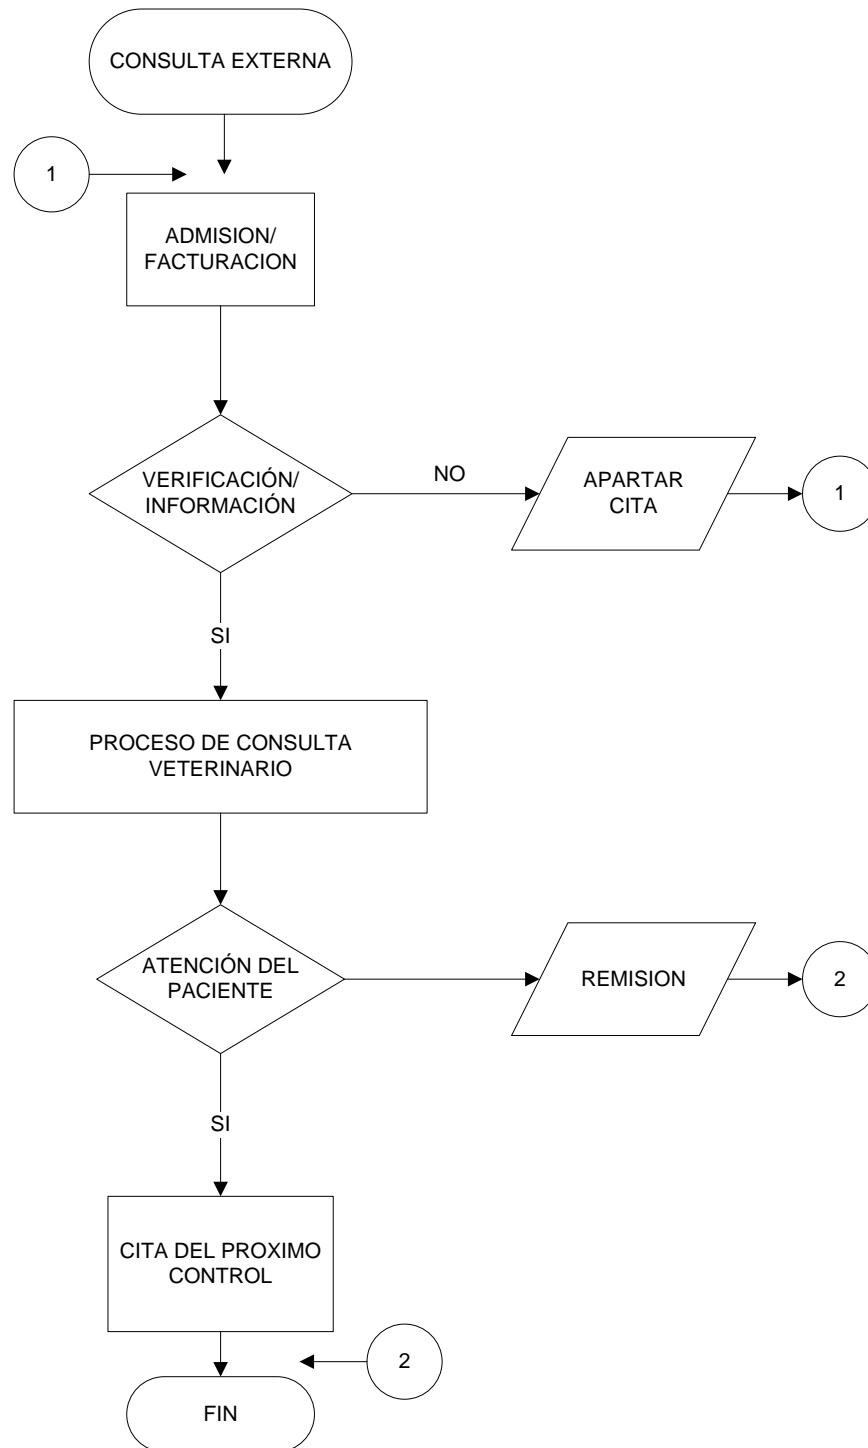 CONSULTA EXTERNA
1
ADMISION/
FACTURACION
VERIFICACIÓN/
INFORMACIÓN
NO
APARTAR
CITA
1
SI
PROCESO DE CONSULTA
VETERINARIO
ATENCIÓN DEL
PACIENTE
REMISION
2
SI
CITA DEL PROXIMO
CONTROL
2
FIN